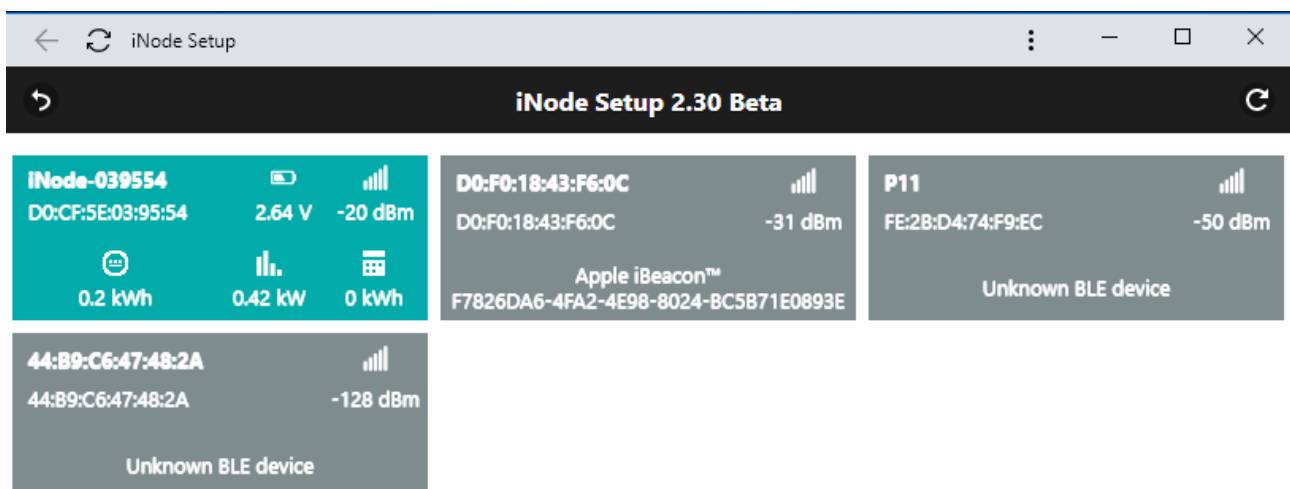 iNode Setup
iNode Setup 2.30 Beta
iNode-039554
D0:CF:5E:03:95:54 2.64 V -20 dBm
0.2 kWh 0.42 kW 0 kWh
D0:F0:18:43:F6:0C
D0:F0:18:43:F6:0C -31 dBm
Apple iBeacon™
F7826DA6-4FA2-4E98-8024-BC5B71E0893E
P11
FE:2B:D4:74:F9:EC -50 dBm
Unknown BLE device
44:B9:C6:47:48:2A
44:B9:C6:47:48:2A -128 dBm
Unknown BLE device